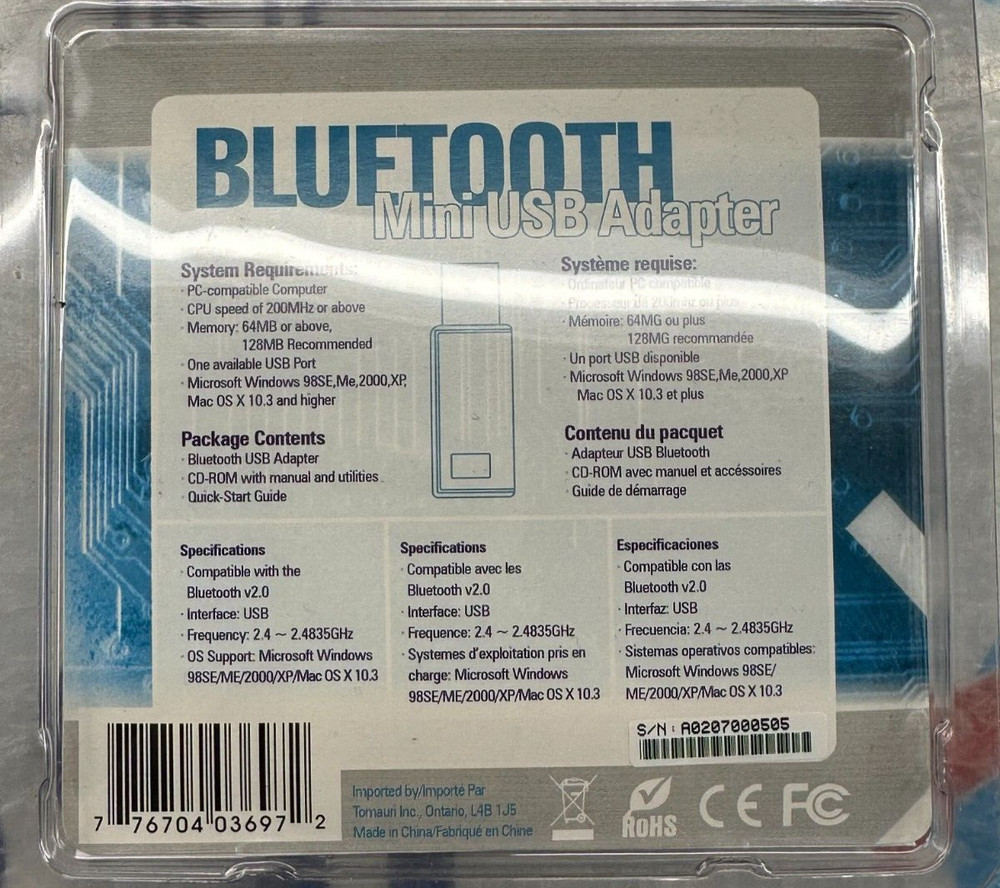 BLUETOOTH
Mini USB Adapter
System Requirements:
· PC-compatible Computer
· CPU speed of 200MHz or above
· Memory: 64MB or above,
128MB Recommended
· One available USB Port
· Microsoft Windows 98SE,Me,2000,XP,
Mac OS X 10.3 and higher
Package Contents
· Bluetooth USB Adapter
· CD-ROM with manual and utilities
· Quick-Start Guide
Système requise:
· Ordinateur PC compatible
· Processeur de 200mhz ou plus
· Mémoire: 64MG ou plus
128MG recommandée
· Un port USB disponible
· Microsoft Windows 98SE,Me,2000,XP
Mac OS X 10.3 et plus
Contenu du pacquet
· Adapteur USB Bluetooth
· CD-ROM avec manuel et accéssoires
· Guide de démarrage
Specifications
· Compatible with the
Bluetooth v2.0
· Interface: USB
· Frequency: 2.4 ~ 2.4835GHz
· OS Support: Microsoft Windows
98SE/ME/2000/XP/Mac OS X 10.3
Specifications
· Compatible avec les
Bluetooth v2.0
· Interface: USB
· Frequence: 2.4 ~ 2.4835GHz
· Systemes d'exploitation pris en
charge: Microsoft Windows
98SE/ME/2000/XP/Mac OS X 10.3
Especificaciones
· Compatible con las
Bluetooth v2.0
· Interfaz: USB
· Frecuencia: 2.4 ~ 2.4835GHz
· Sistemas operativos compatibles:
Microsoft Windows 98SE/
ME/2000/XP/Mac OS X 10.3
S/N : A0207000505
7 76704 03697 2
Imported by/Importé Par
Tomauri Inc., Ontario, L4B 1J5
Made in China/Fabriqué en Chine
RoHS
CE FC